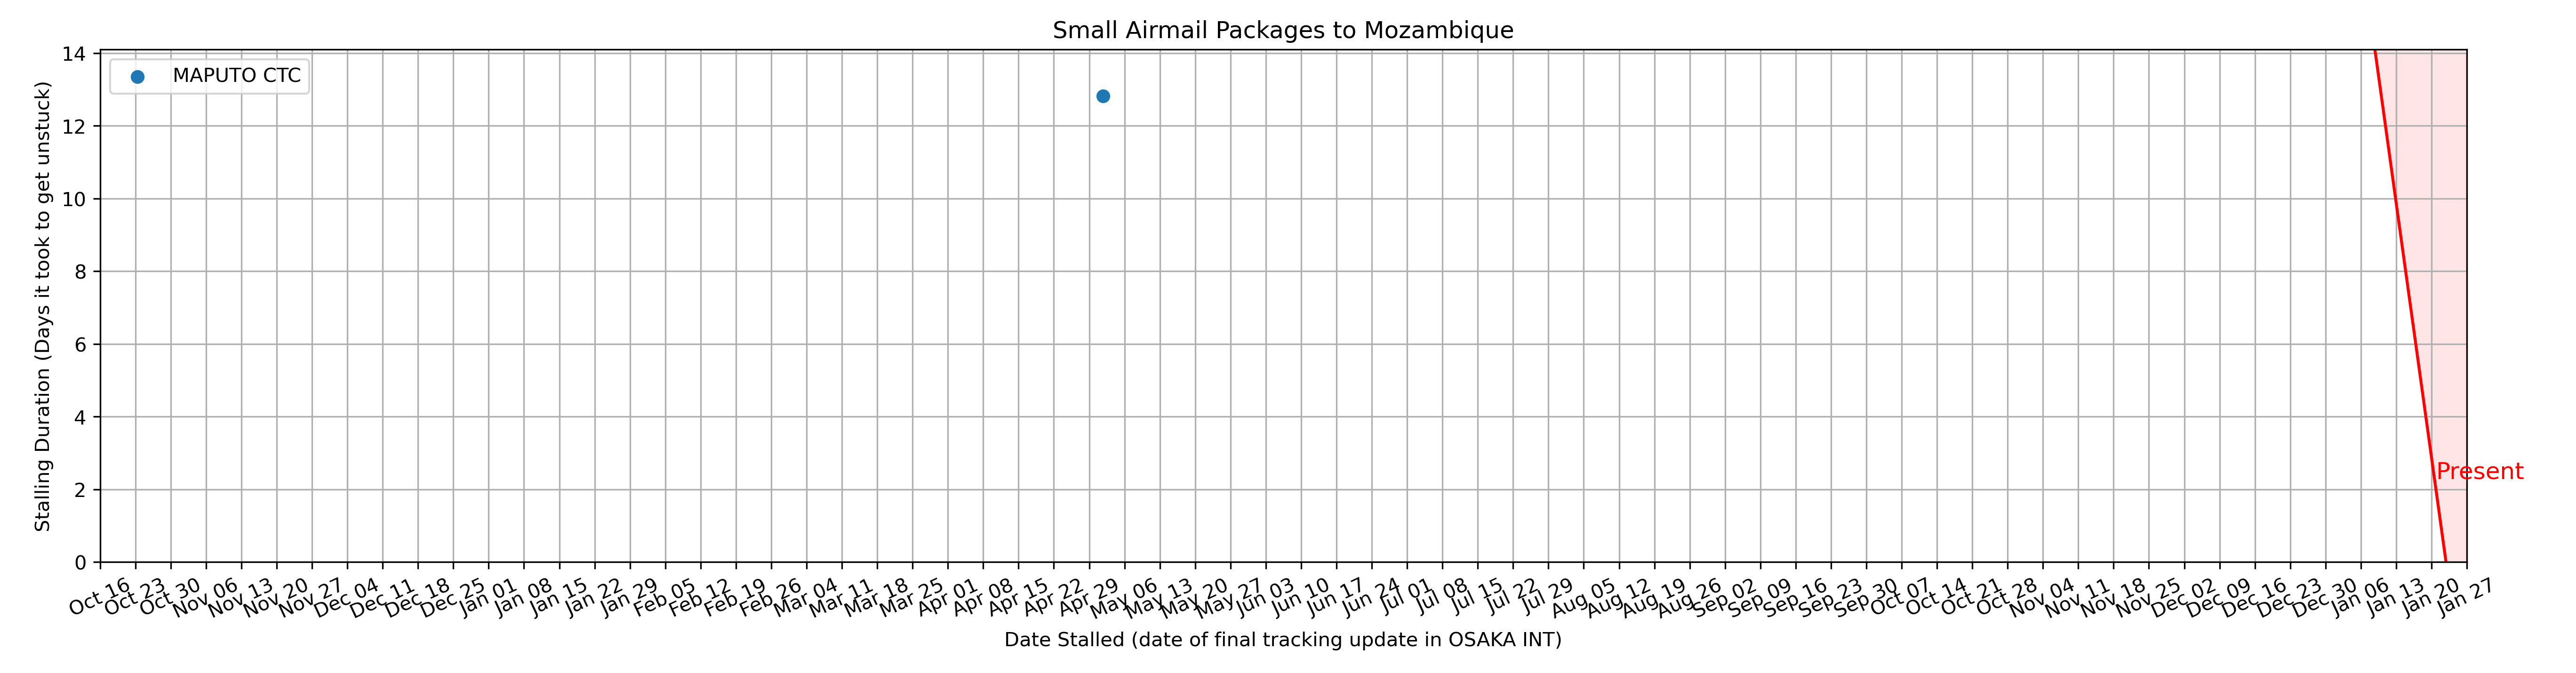 Small Airmail Packages to Mozambique
MAPUTO CTC
Stalling Duration (Days it took to get unstuck)
14
12
10
8
6
4
2
0
Present
Oct 16
Oct 23
Oct 30
Nov 06
Nov 13
Nov 20
Nov 27
Dec 04
Dec 11
Dec 18
Dec 25
Jan 01
Jan 08
Jan 15
Jan 22
Jan 29
Feb 05
Feb 12
Feb 19
Feb 26
Mar 04
Mar 11
Mar 18
Mar 25
Apr 01
Apr 08
Apr 15
Apr 22
Apr 29
May 06
May 13
May 20
May 27
Jun 03
Jun 10
Jun 17
Jun 24
Jul 01
Jul 08
Jul 15
Jul 22
Jul 29
Aug 05
Aug 12
Aug 19
Aug 26
Sep 02
Sep 09
Sep 16
Sep 23
Sep 30
Oct 07
Oct 14
Oct 21
Oct 28
Nov 04
Nov 11
Nov 18
Nov 25
Dec 02
Dec 09
Dec 16
Dec 23
Dec 30
Jan 06
Jan 13
Jan 20
Jan 27
Date Stalled (date of final tracking update in OSAKA INT)